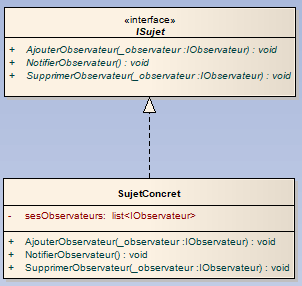 «interface»
ISujet
+ AjouterObservateur(_observateur :IObservateur) : void
+ NotifierObservateur() : void
+ SupprimerObservateur(_observateur :IObservateur) : void
SujetConcret
- sesObservateurs: list<IObservateur>
+ AjouterObservateur(_observateur :IObservateur) : void
+ NotifierObservateur() : void
+ SupprimerObservateur(_observateur :IObservateur) : void